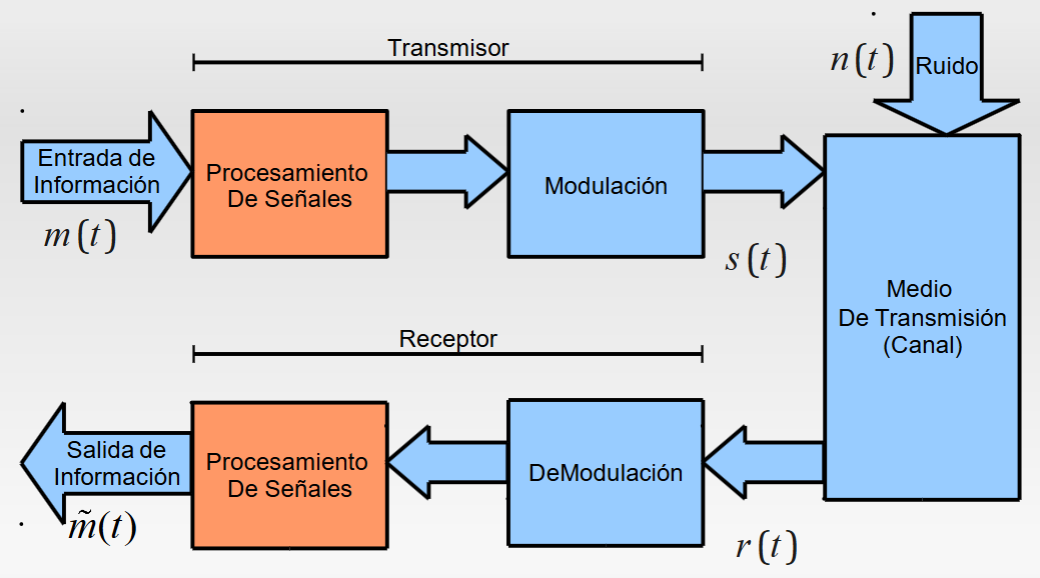 Transmisor
n(t)
Ruido
Entrada de
Información
m(t)
Procesamiento
De Señales
Modulación
s(t)
Medio
De Transmisión
(Canal)
Receptor
Salida de
Información
m̃(t)
Procesamiento
De Señales
DeModulación
r(t)